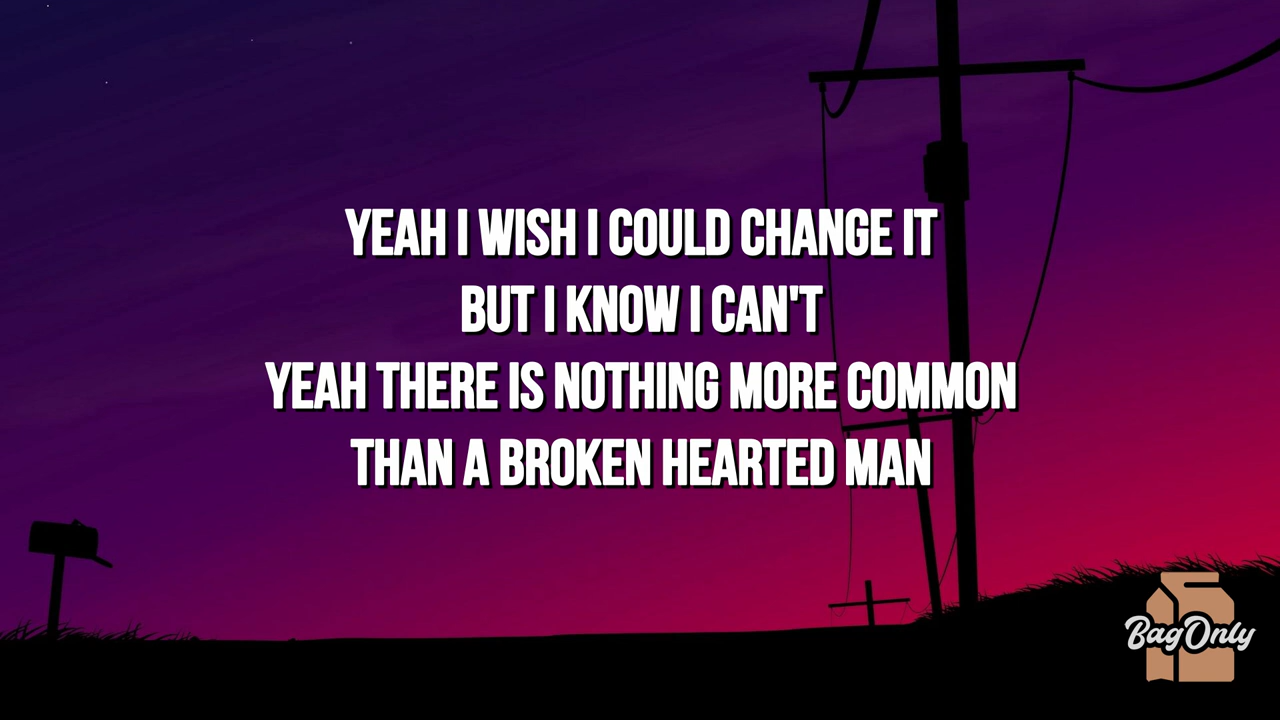 YEAH I WISH I COULD CHANGE IT
BUT I KNOW I CAN'T
YEAH THERE IS NOTHING MORE COMMON
THAN A BROKEN HEARTED MAN
BagOnly